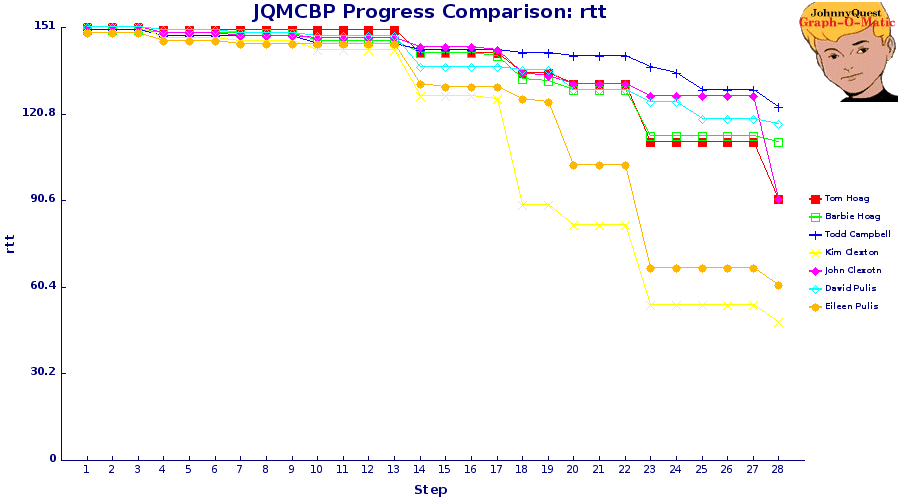 JQMCBP Progress Comparison: rtt
JohnnyQuest
Graph-O-Matic
151
120.8
90.6
60.4
30.2
0
rtt
1 2 3 4 5 6 7 8 9 10 11 12 13 14 15 16 17 18 19 20 21 22 23 24 25 26 27 28
Step
Tom Hoag
Barbie Hoag
Todd Campbell
Kim Clexton
John Clexotn
David Pulis
Eileen Pulis